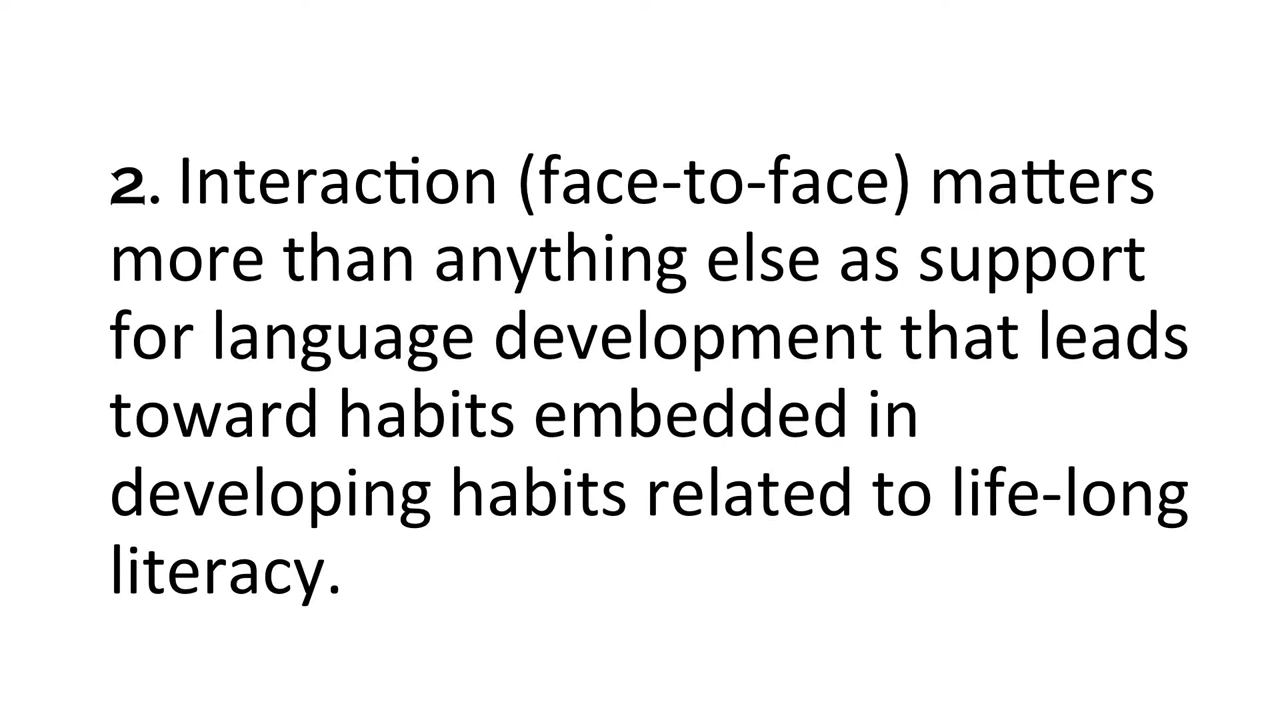 2. Interaction (face-to-face) matters
more than anything else as support
for language development that leads
toward habits embedded in
developing habits related to life-long
literacy.